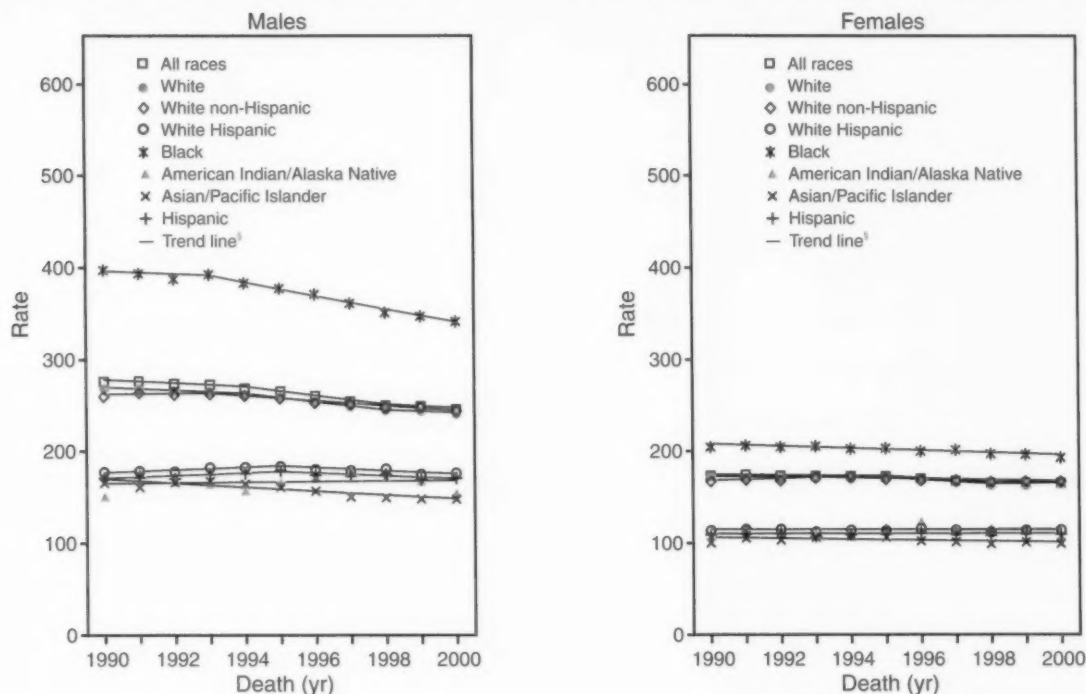 Males
600
500
400
300
200
100
0
Rate
All races
White
White non-Hispanic
White Hispanic
Black
American Indian/Alaska Native
Asian/Pacific Islander
Hispanic
Trend line§
1990 1992 1994 1996 1998 2000
Death (yr)
Females
600
500
400
300
200
100
0
Rate
All races
White
White non-Hispanic
White Hispanic
Black
American Indian/Alaska Native
Asian/Pacific Islander
Hispanic
Trend line§
1990 1992 1994 1996 1998 2000
Death (yr)